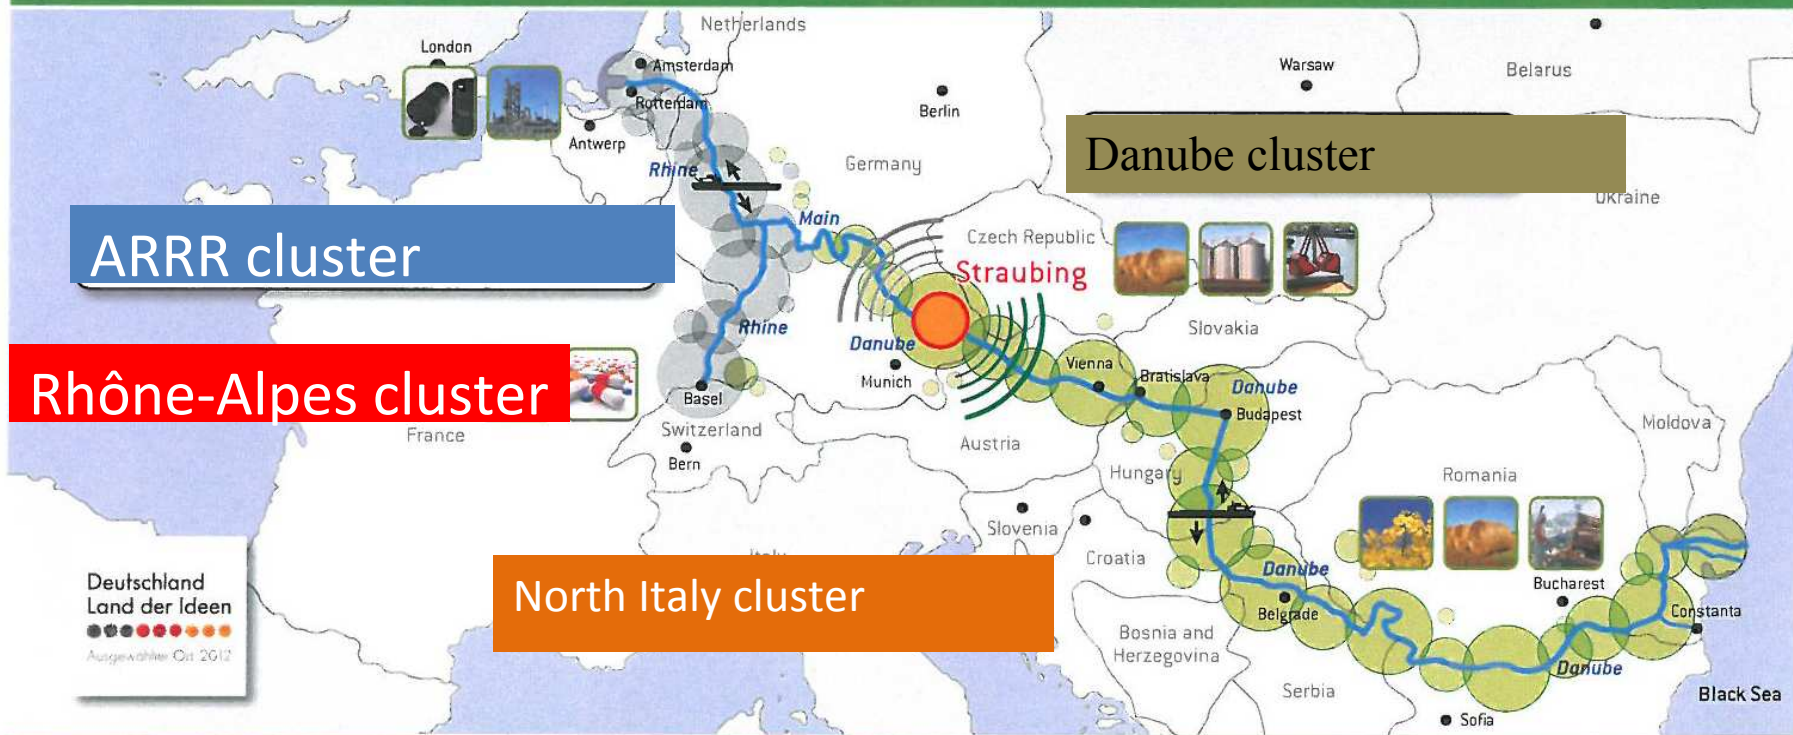 Netherlands
London
Amsterdam
Warsaw
Belarus
Rotterdam
Berlin
Antwerp
Danube cluster
Germany
Rhine
Ukraine
Main
ARRR cluster
Czech Republic
Straubing
Rhine
Slovakia
Danube
Vienna
Munich
Bratislava
Danube
Rhône-Alpes cluster
Basel
Budapest
France
Switzerland
Austria
Moldova
Bern
Hungary
Romania
Slovenia
Croatia
Danube
Bucharest
Deutschland
Land der Ideen
North Italy cluster
Belgrade
Constanta
Ausgewählter Ort 2012
Bosnia and
Herzegovina
Danube
Serbia
Black Sea
Sofia